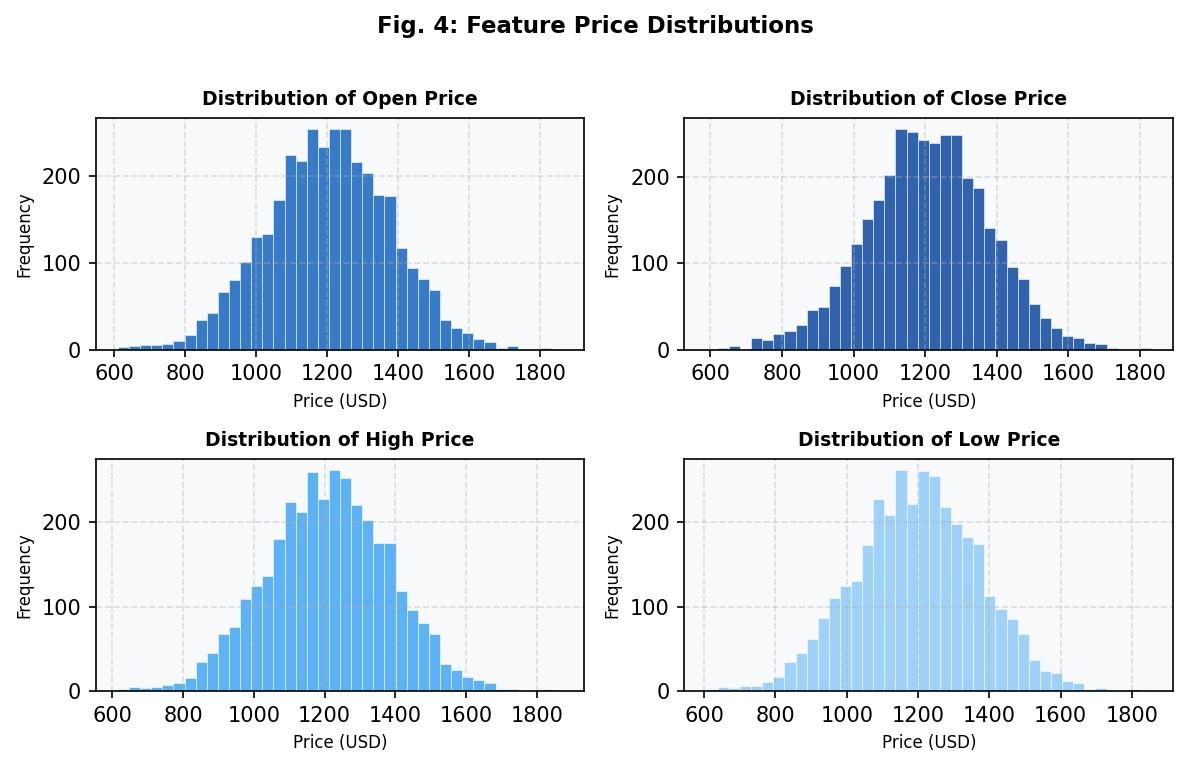 Fig. 4: Feature Price Distributions
Distribution of Open Price
Frequency
200
100
0
600 800 1000 1200 1400 1600 1800
Price (USD)
Distribution of Close Price
Frequency
200
100
0
600 800 1000 1200 1400 1600 1800
Price (USD)
Distribution of High Price
Frequency
200
100
0
600 800 1000 1200 1400 1600 1800
Price (USD)
Distribution of Low Price
Frequency
200
100
0
600 800 1000 1200 1400 1600 1800
Price (USD)